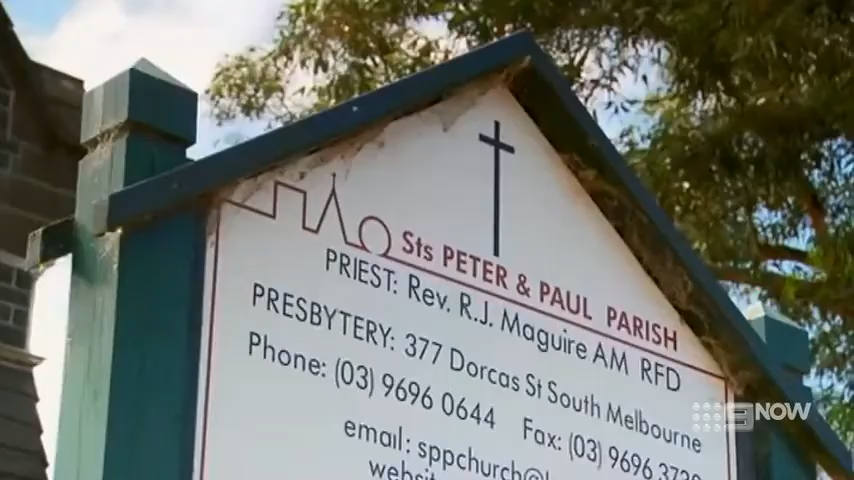 Sts PETER & PAUL PARISH
PRIEST: Rev. R.J. Maguire AM RFD
PRESBYTERY: 377 Dorcas St South Melbourne
Phone: (03) 9696 0644 Fax: (03) 9696
email: sppchurch@
9NOW